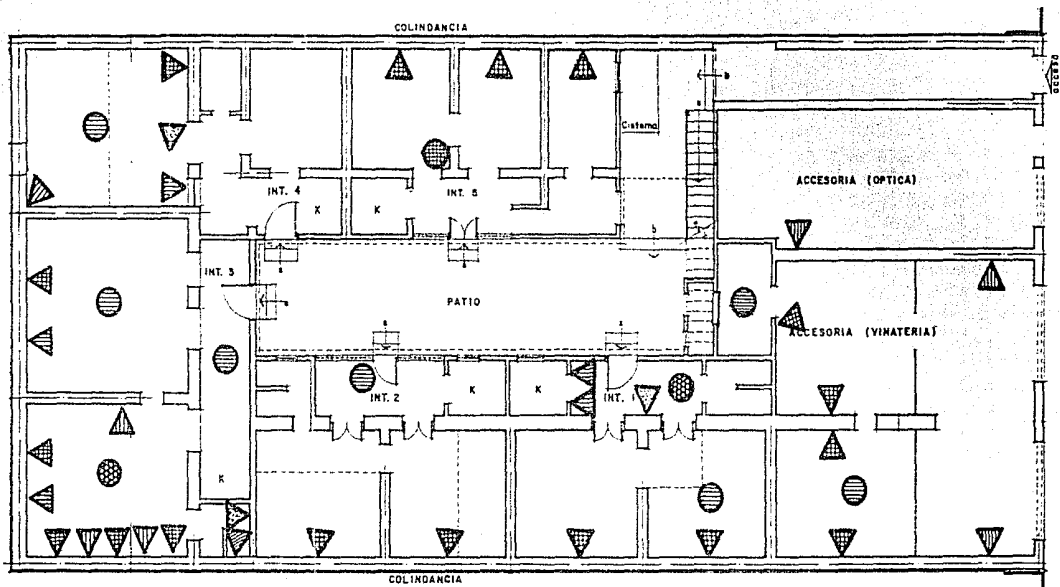 COLINDANCIA
ACCESO
b
s
Cisterna
ACCESORIA (OPTICA)
INT. 4
K
K
INT. 5
b
INT. 3
s
s
s
PATIO
ACCESORIA (VINATERIA)
s
s
INT. 2
K
K
INT. 1
K
COLINDANCIA